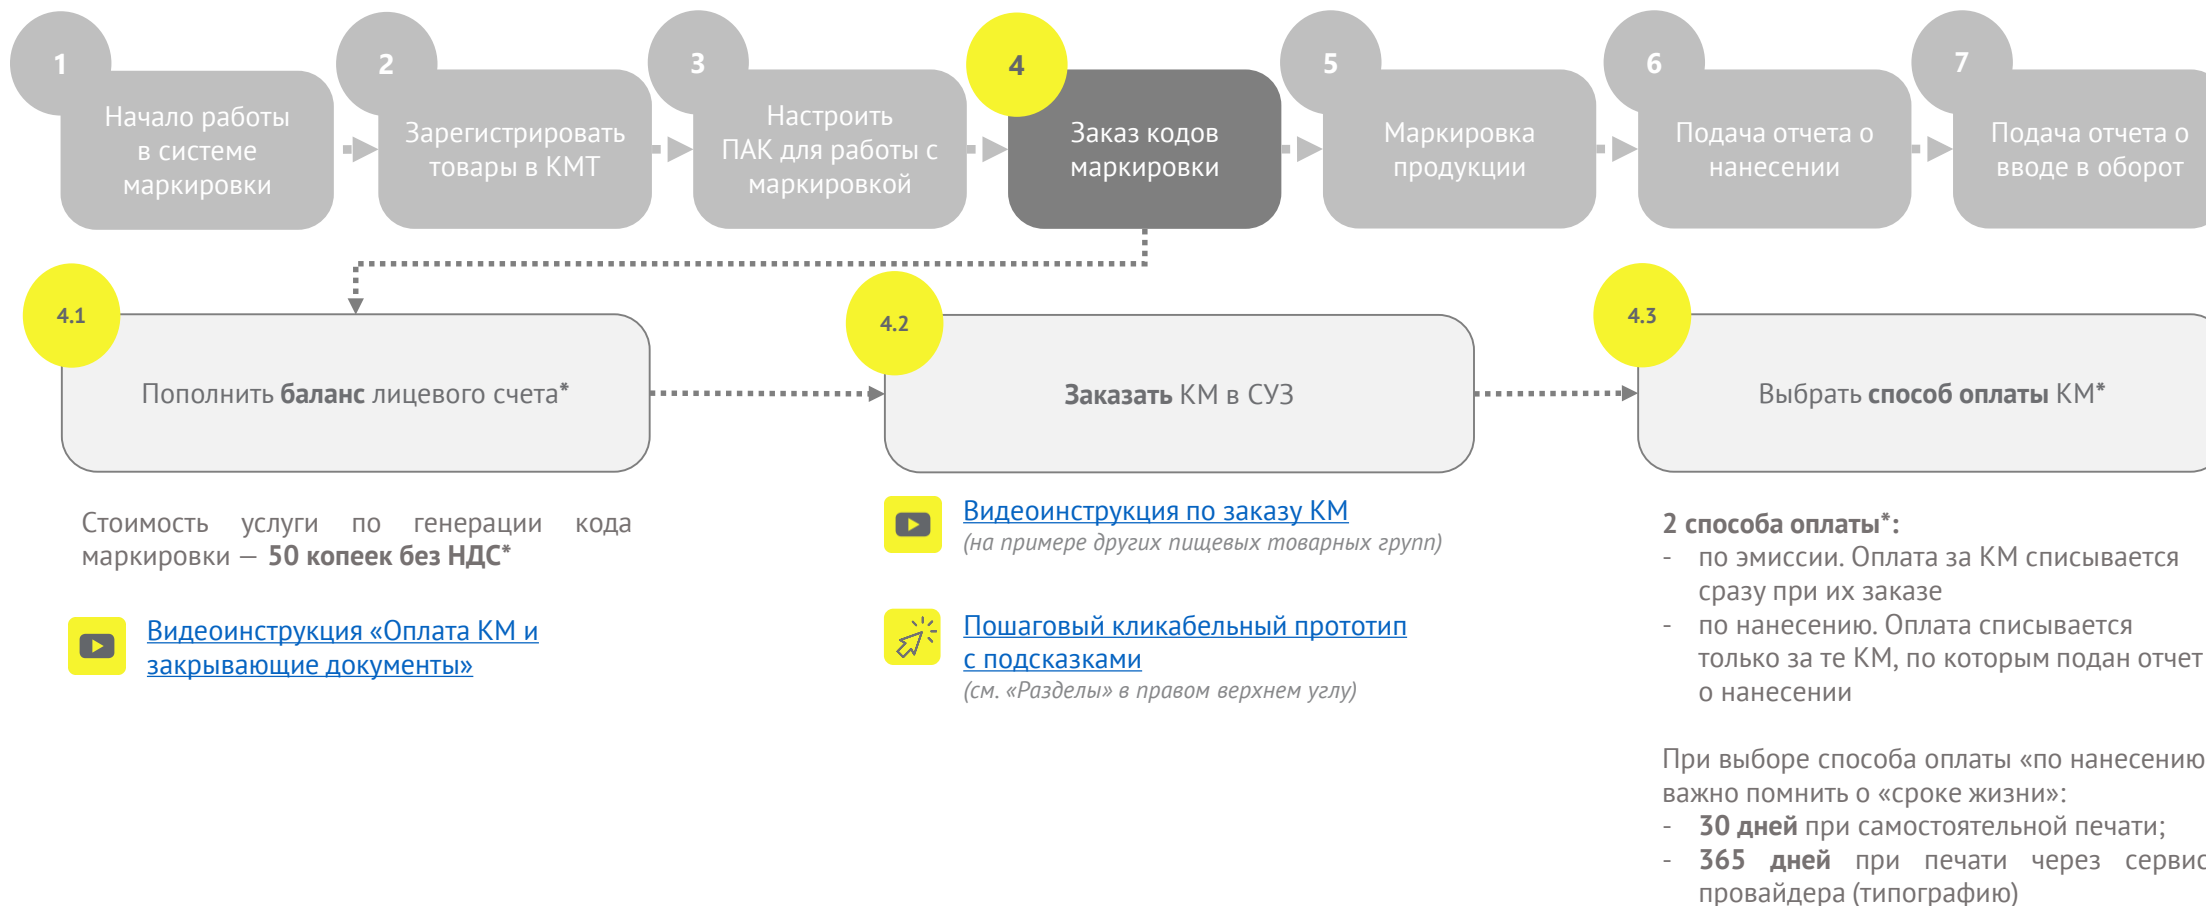 1
Начало работы
в системе
маркировки
2
Зарегистрировать
товары в КМТ
3
Настроить
ПАК для работы с
маркировкой
4
Заказ кодов
маркировки
5
Маркировка
продукции
6
Подача отчета о
нанесении
7
Подача отчета о
вводе в оборот
4.1
Пополнить баланс лицевого счета*
Стоимость услуги по генерации кода
маркировки — 50 копеек без НДС*
Видеоинструкция «Оплата КМ и
закрывающие документы»
4.2
Заказать КМ в СУЗ
Видеоинструкция по заказу КМ
(на примере других пищевых товарных групп)
Пошаговый кликабельный прототип
с подсказками
(см. «Разделы» в правом верхнем углу)
4.3
Выбрать способ оплаты КМ*
2 способа оплаты*:
- по эмиссии. Оплата за КМ списывается
сразу при их заказе
- по нанесению. Оплата списывается
только за те КМ, по которым подан отчет
о нанесении
При выборе способа оплаты «по нанесению
важно помнить о «сроке жизни»:
- 30 дней при самостоятельной печати;
- 365 дней при печати через сервис
провайдера (типографию)